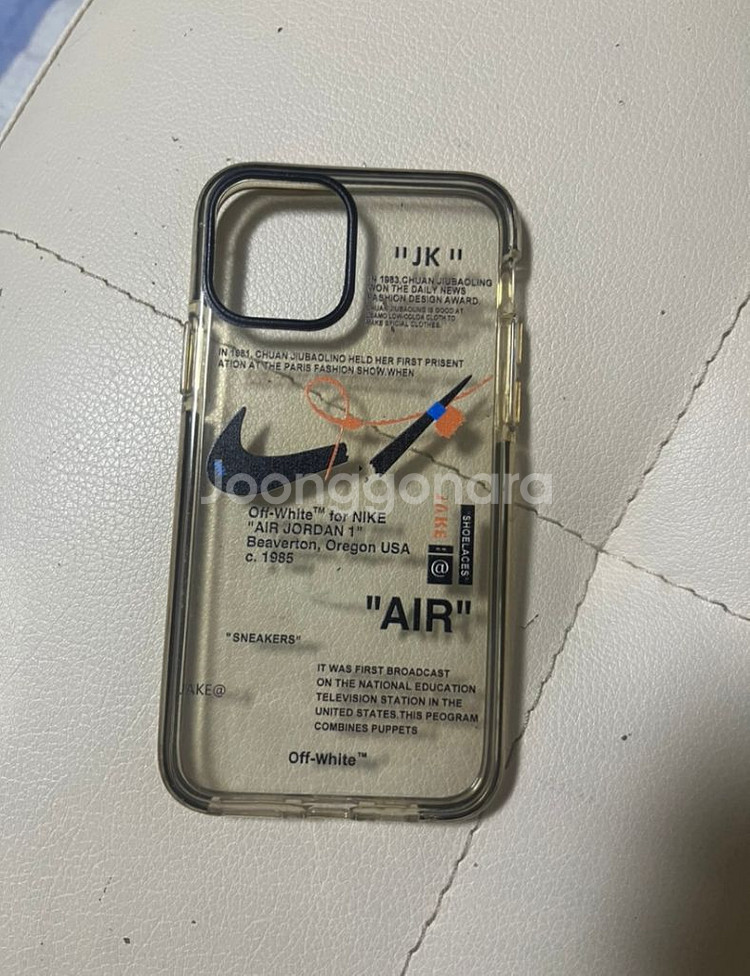 "JK"
N 1983.CHUAN JIUBAOLING
WON THE DAILY NEWS
FASHION DESIGN AWARD.
IN 1981, CHUAN JIUBAOLING HELD HER FIRST PRISENT
ATION AT THE PARIS FASHION SHOW.WHEN
Joonggonara
Off-White™ for NIKE
"AIR JORDAN 1"
Beaverton, Oregon USA
c. 1985
JAKE
"SHOELACES"
@
"AIR"
"SNEAKERS"
JAKE@
IT WAS FIRST BROADCAST
ON THE NATIONAL EDUCATION
TELEVISION STATION IN THE
UNITED STATES.THIS PEOGRAM
COMBINES PUPPETS
Off-White™